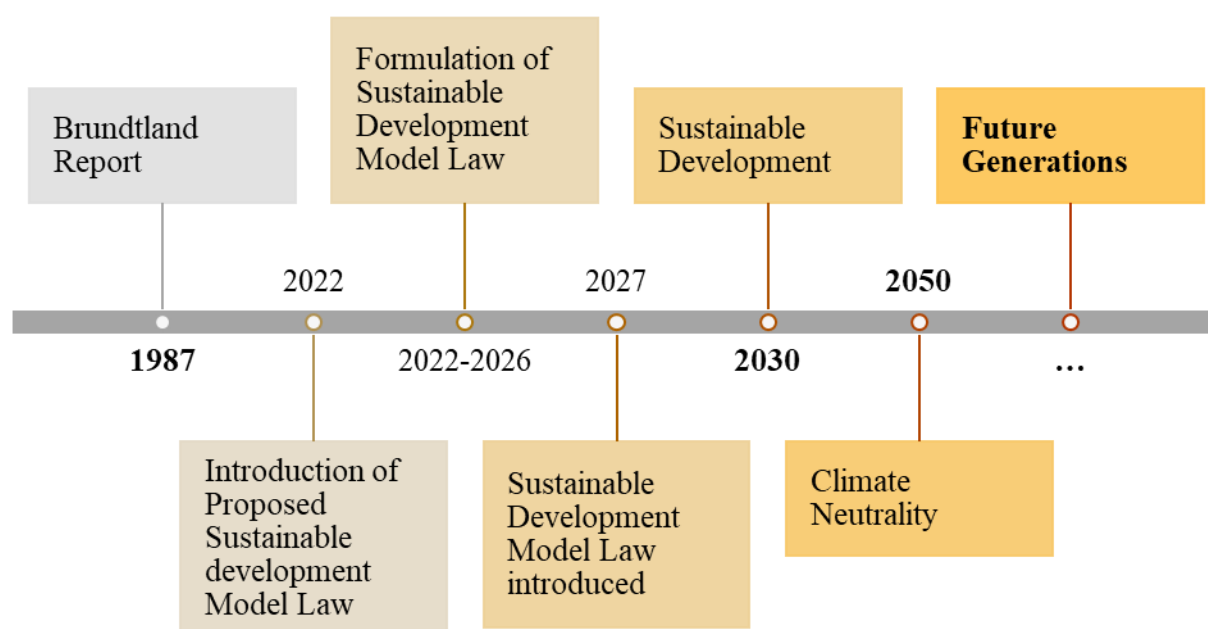 Brundtland
Report
1987
2022
Introduction of
Proposed
Sustainable
development
Model Law
Formulation of
Sustainable
Development
Model Law
2022-2026
2027
Sustainable
Development
Model Law
introduced
Sustainable
Development
2030
2050
Climate
Neutrality
Future
Generations
...